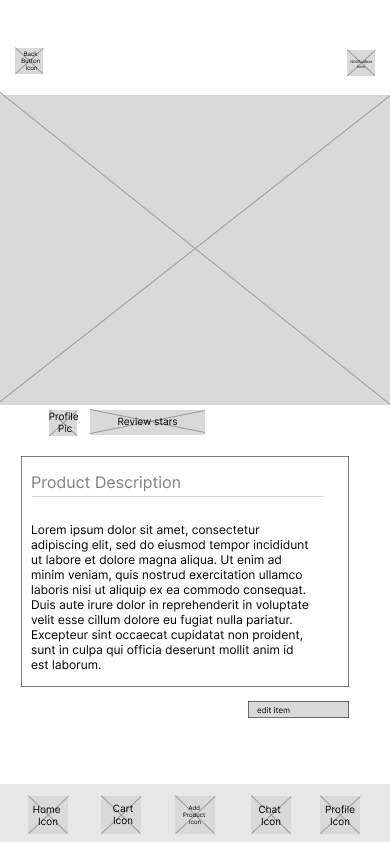 Back
Button
Icon
Notification
Icon
Profile
Pic
Review stars
Product Description
Lorem ipsum dolor sit amet, consectetur
adipiscing elit, sed do eiusmod tempor incididunt
ut labore et dolore magna aliqua. Ut enim ad
minim veniam, quis nostrud exercitation ullamco
laboris nisi ut aliquip ex ea commodo consequat.
Duis aute irure dolor in reprehenderit in voluptate
velit esse cillum dolore eu fugiat nulla pariatur.
Excepteur sint occaecat cupidatat non proident,
sunt in culpa qui officia deserunt mollit anim id
est laborum.
edit item
Home
Icon
Cart
Icon
Add
Product
Icon
Chat
Icon
Profile
Icon